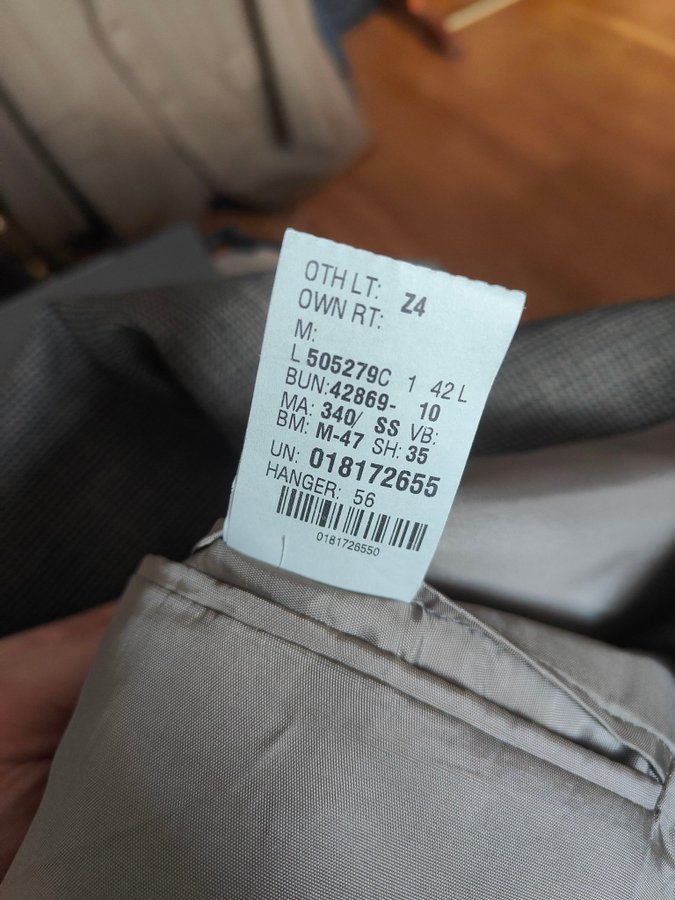 OTH LT: Z4
OWN RT:
M:
L 505279C 1 42 L
BUN:42869- 10
MA: 340/ SS VB:
BM: M-47 SH: 35
UN: 018172655
HANGER: 56
0181726550